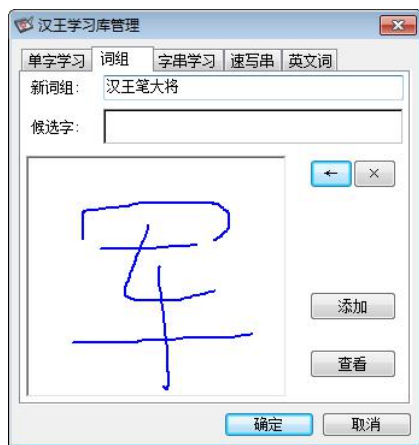 汉王学习库管理
单字学习 词组 字串学习 速写串 英文词
新词组: 汉王笔大将
候选字:
军
添加
查看
确定 取消